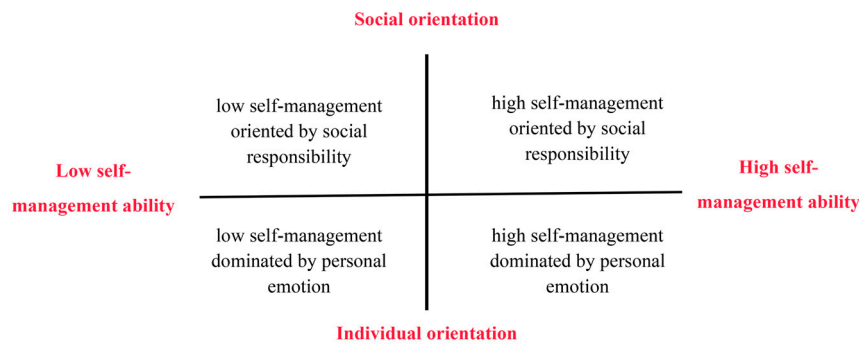 Social orientation
low self-management
oriented by social
responsibility
high self-management
oriented by social
responsibility
Low self-
management ability
High self-
management ability
low self-management
dominated by personal
emotion
high self-management
dominated by personal
emotion
Individual orientation